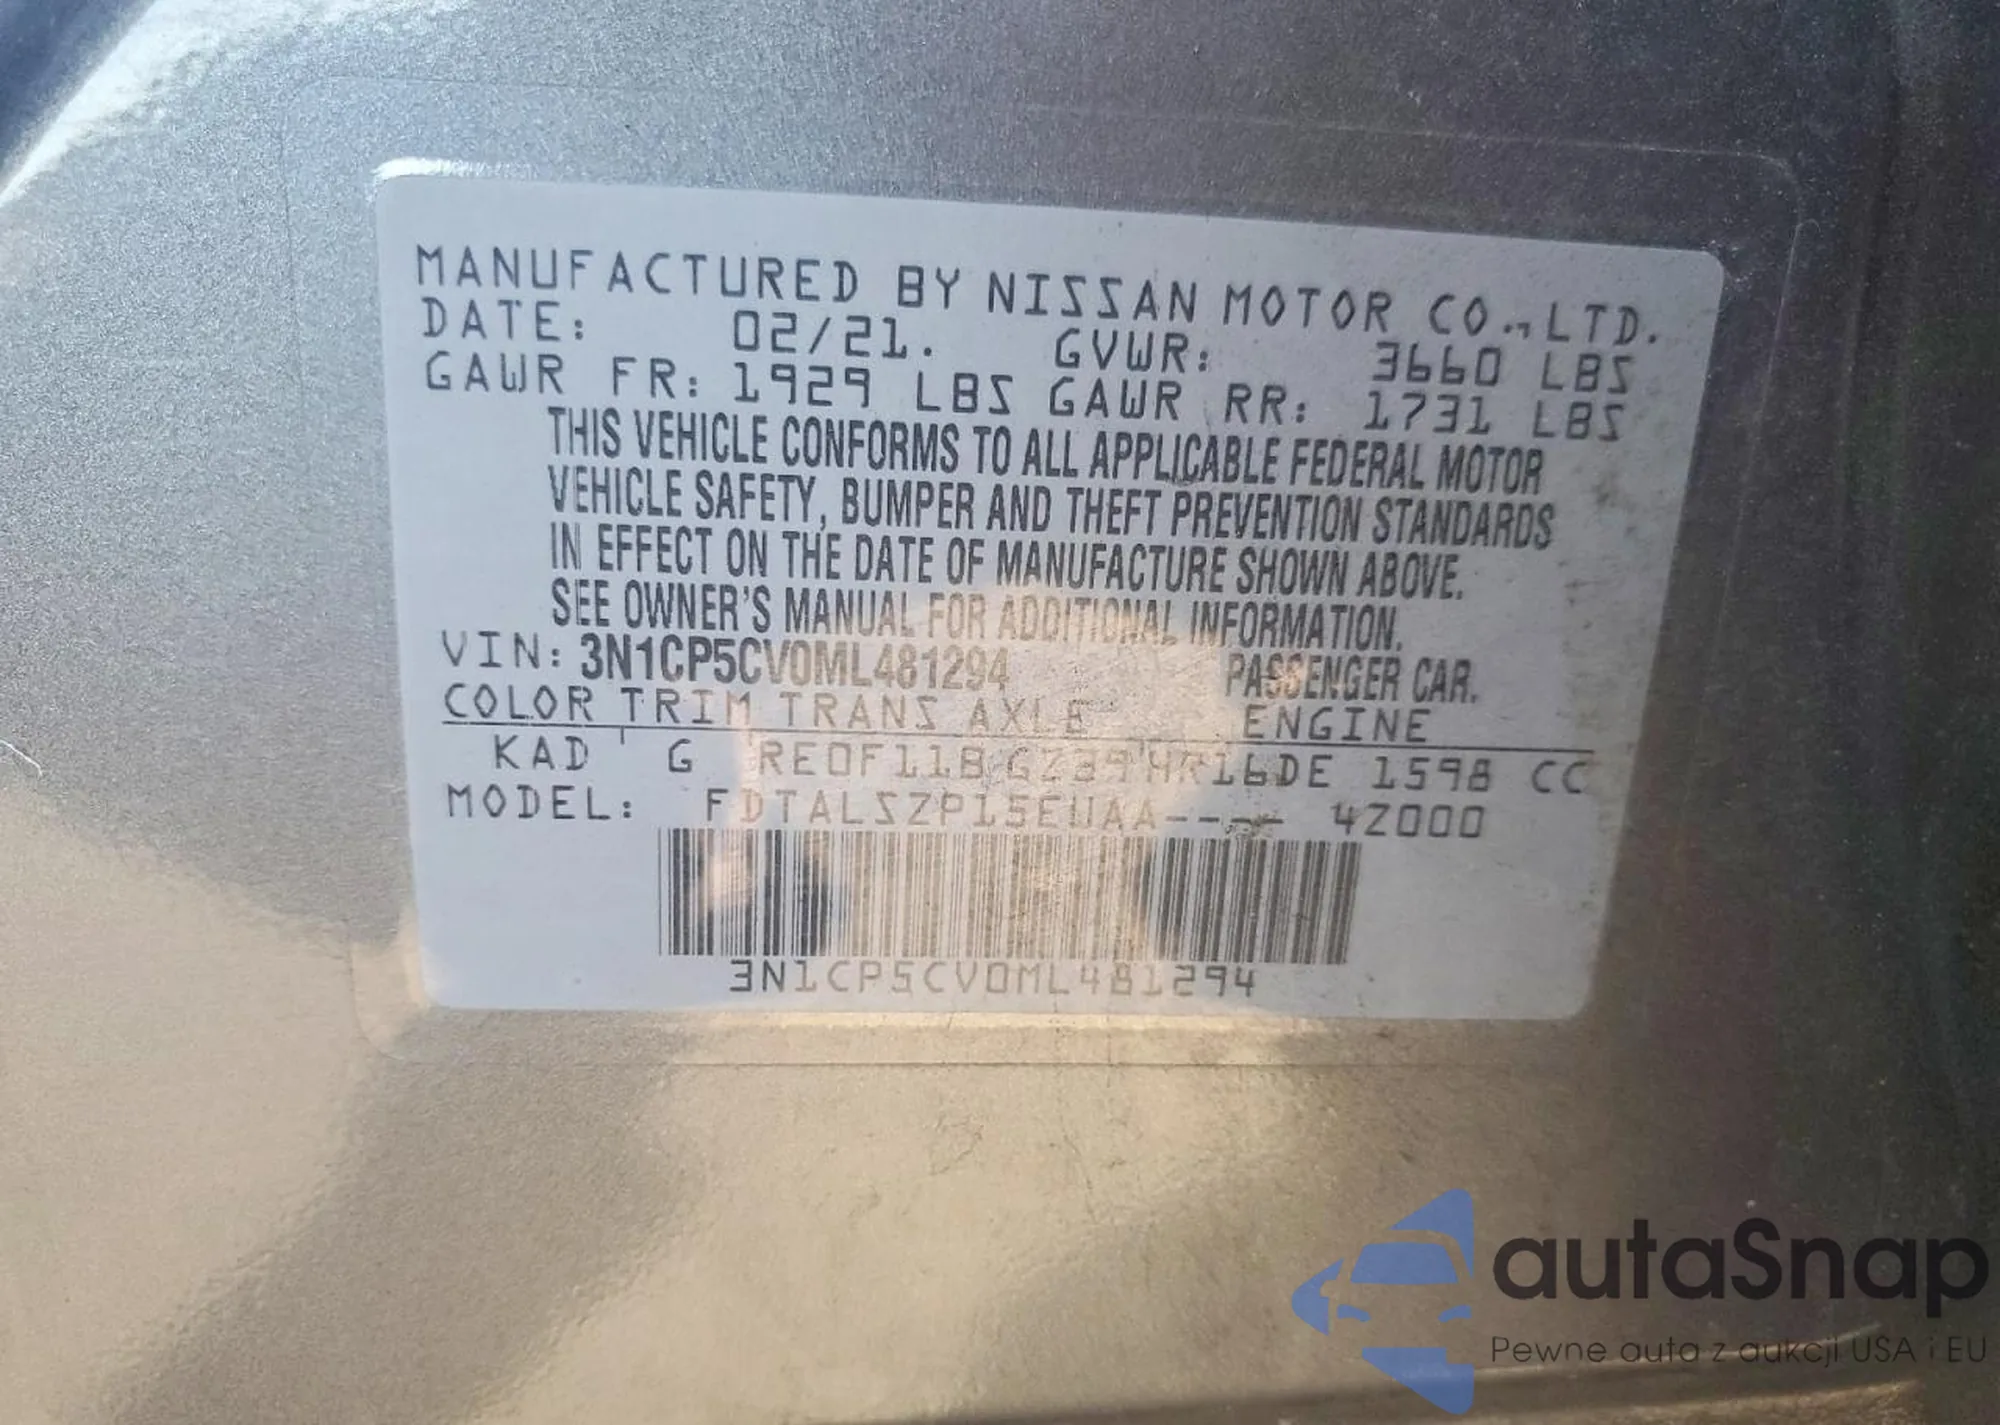 MANUFACTURED BY NISSAN MOTOR CO., LTD.
DATE: 02/21. GVWR: 3660 LBS
GAWR FR: 1929 LBS GAWR RR: 1731 LBS
THIS VEHICLE CONFORMS TO ALL APPLICABLE FEDERAL MOTOR
VEHICLE SAFETY, BUMPER AND THEFT PREVENTION STANDARDS
IN EFFECT ON THE DATE OF MANUFACTURE SHOWN ABOVE.
SEE OWNER'S MANUAL FOR ADDITIONAL INFORMATION.
VIN: 3N1CP5CV0ML481294 PASSENGER CAR.
COLOR TRIM TRANS AXLE ENGINE
KAD G RE0F11B GZ39 HR16DE 1598 CC
MODEL: FDTALSZP15EUAA---- 4Z000
3N1CP5CV0ML481294
autaSnap
Pewne auta z aukcji USA i EU